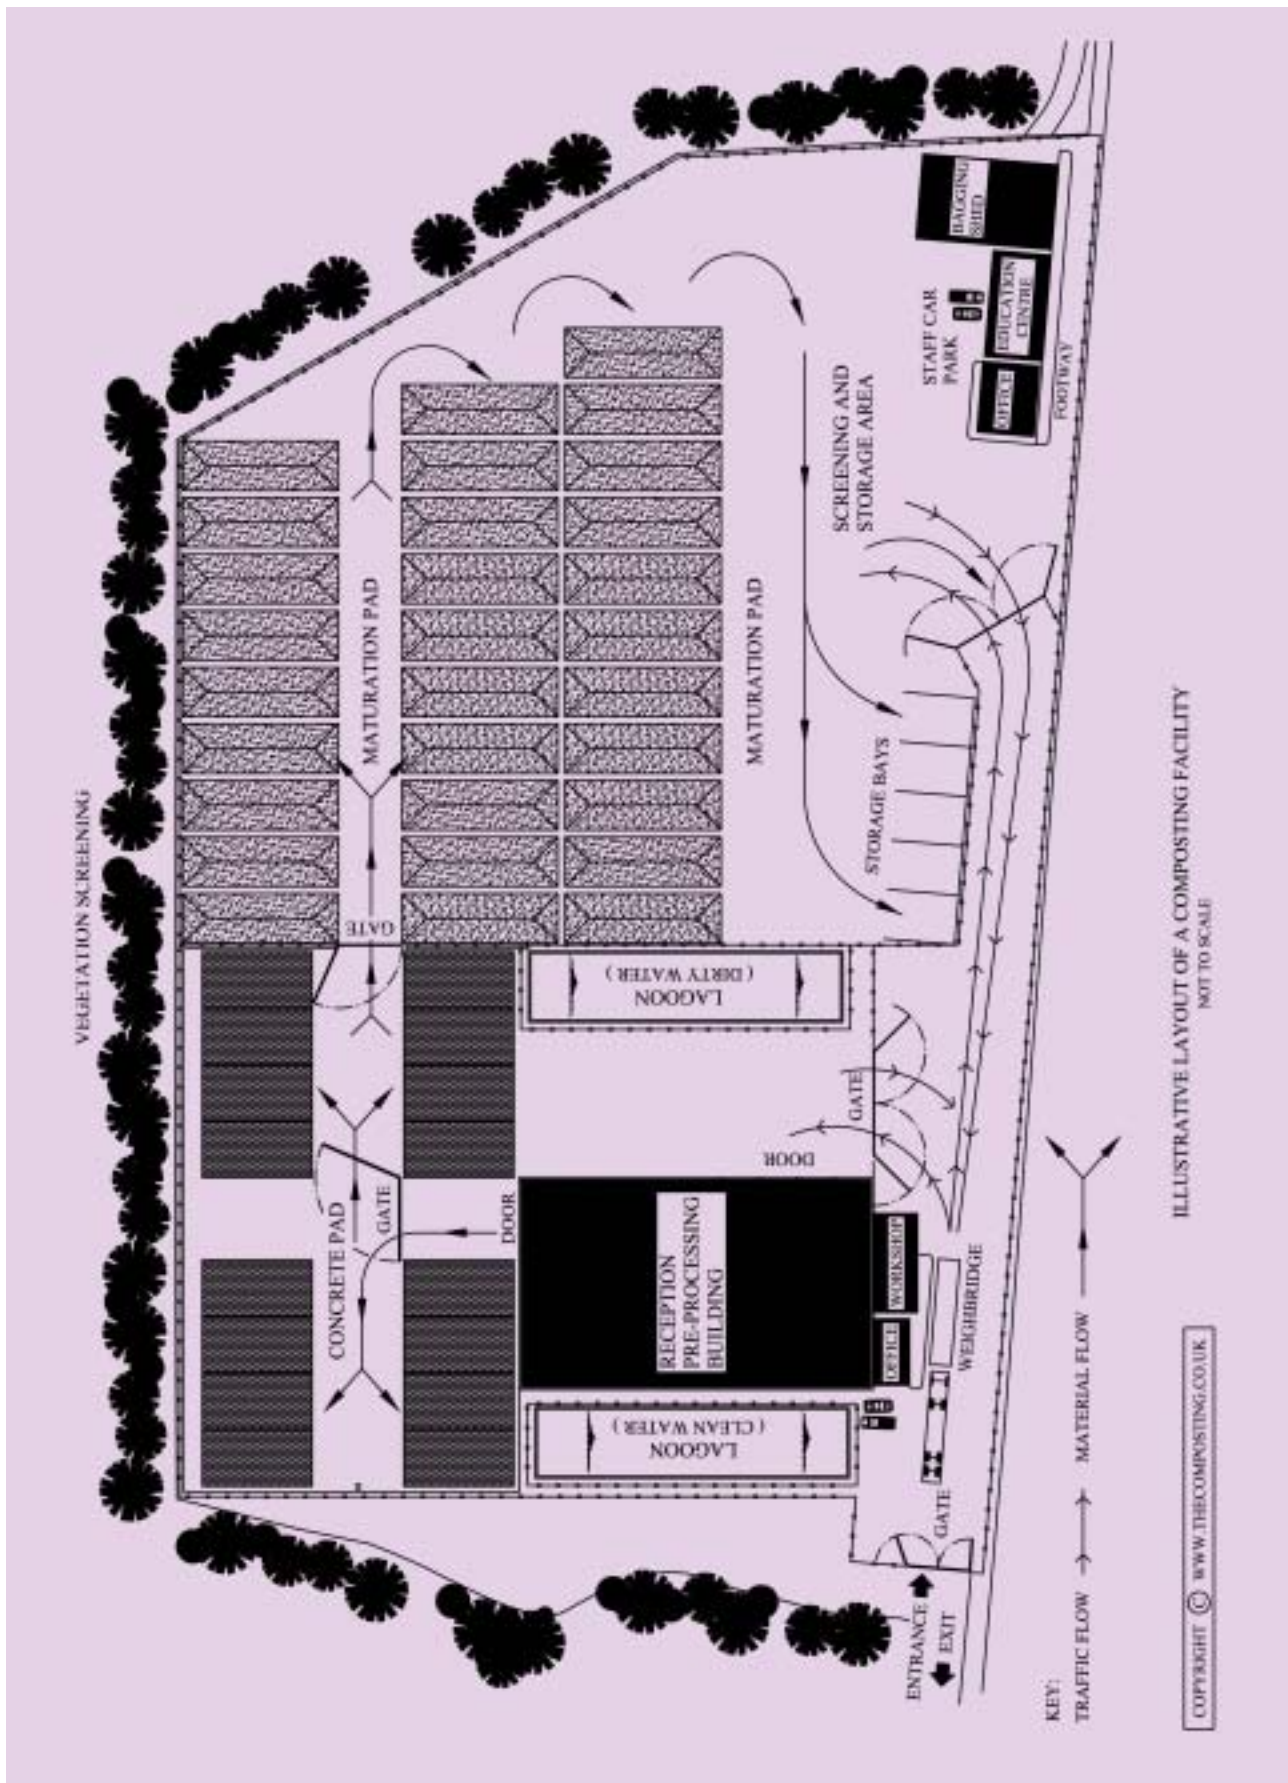 VEGETATION SCREENING
CONCRETE PAD
GATE
DOOR
GATE
MATURATION PAD
LAGOON
( CLEAN WATER )
RECEPTION
PRE-PROCESSING
BUILDING
LAGOON
( DIRTY WATER )
MATURATION PAD
DOOR
GATE
OFFICE
WORKSHOP
WEIGHBRIDGE
STORAGE BAYS
SCREENING AND
STORAGE AREA
STAFF CAR
PARK
OFFICE
EDUCATION
CENTRE
BAGGING
SHED
FOOTWAY
ENTRANCE
EXIT
GATE
KEY:
TRAFFIC FLOW
MATERIAL FLOW
ILLUSTRATIVE LAYOUT OF A COMPOSTING FACILITY
NOT TO SCALE
COPYRIGHT © WWW.THECOMPOSTING.CO.UK